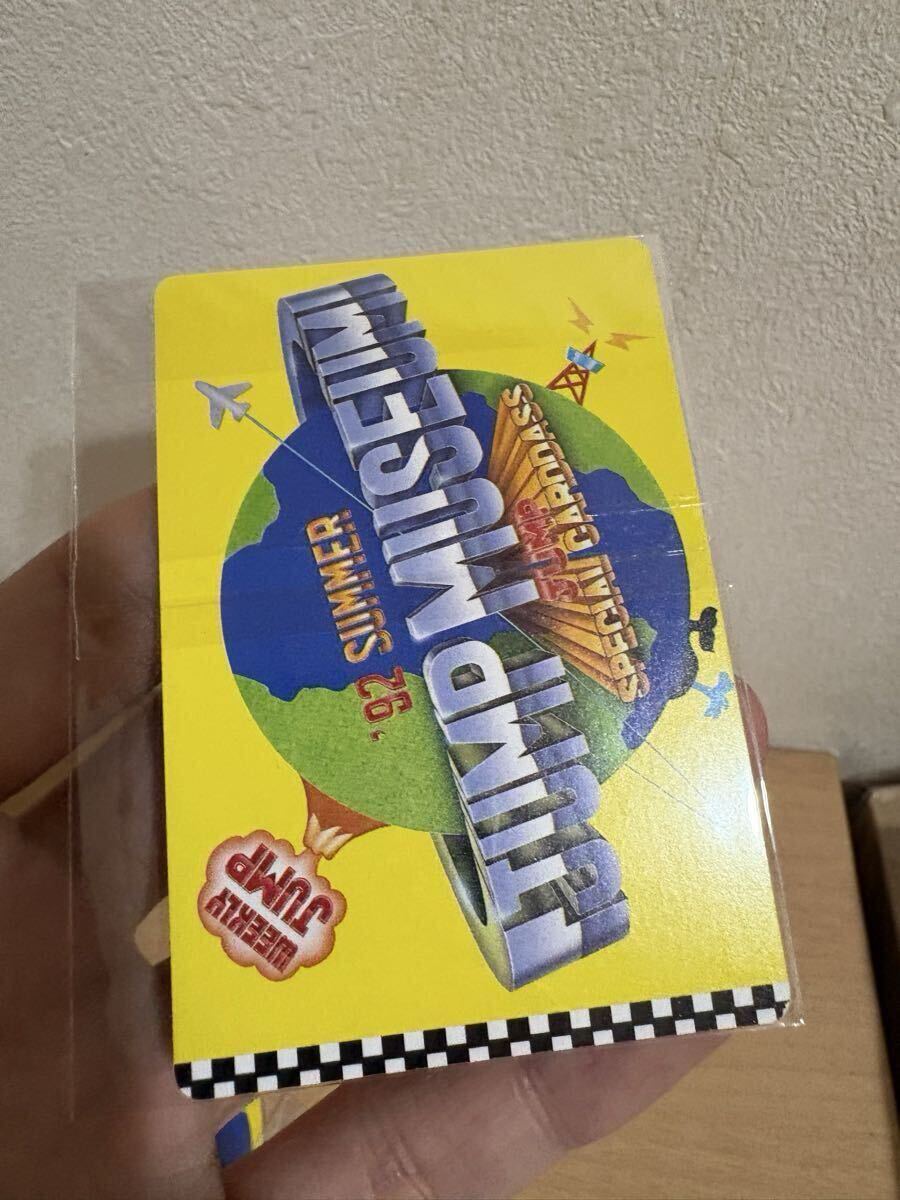 '92 SUMMER
JUMP MUSEUM!!
JUMP
SPECIAL CARDDASS
WEEKLY
JUMP